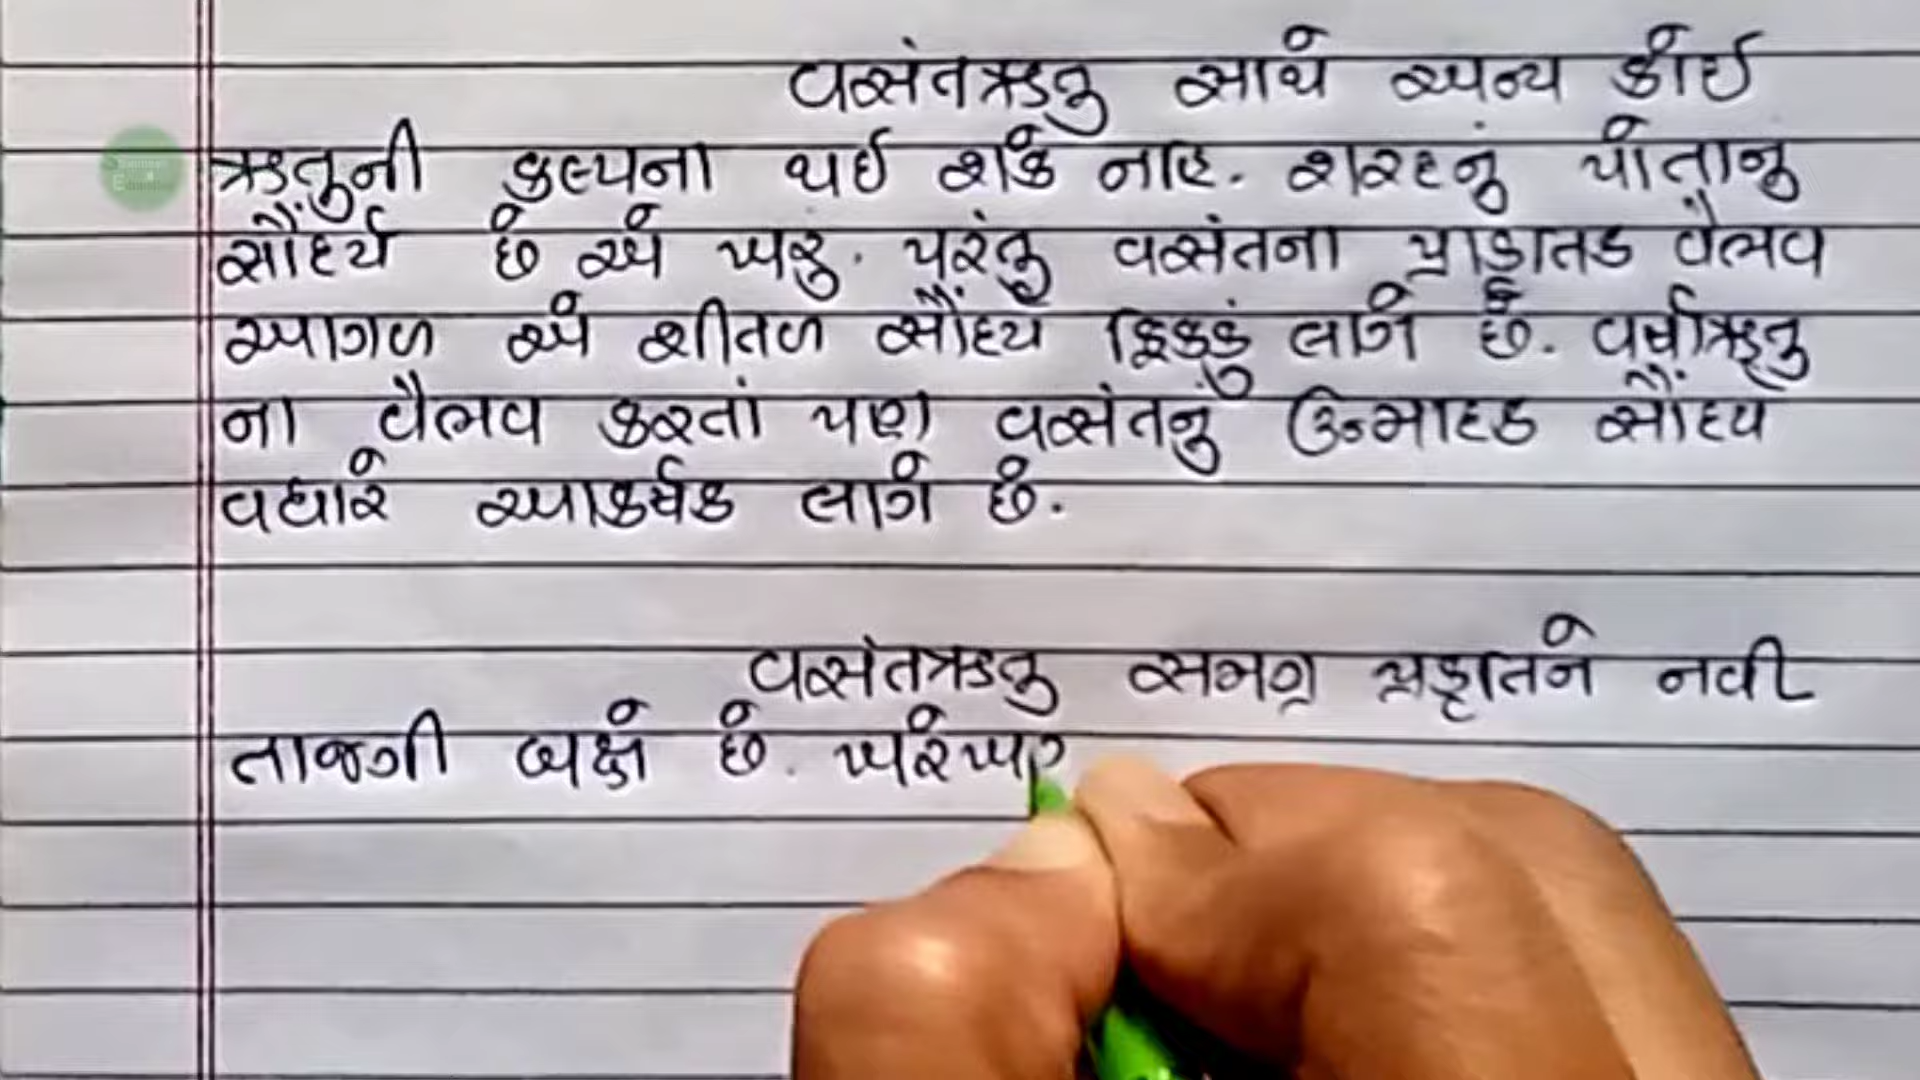 વસંતઋતુ સાથે અન્ય કોઈ
ઋતુની કલ્પના થઈ શકે નહિ. શરદનું પોતાનુ
સૌંદર્ય છે એ ખરુ. પરંતુ વસંતના પ્રાકૃતિક વૈભવ
આગળ એ શીતળ સૌંદર્ય ફિક્કું લાગે છે. વર્ષાઋતુ
ના વૈભવ કરતાં પણ વસંતનું ઉન્માદક સૌંદર્ય
વધારે આકર્ષક લાગે છે.
વસંતઋતુ સમગ્ર પ્રકૃતિને નવી
તાજગી બક્ષે છે. ખરેખર